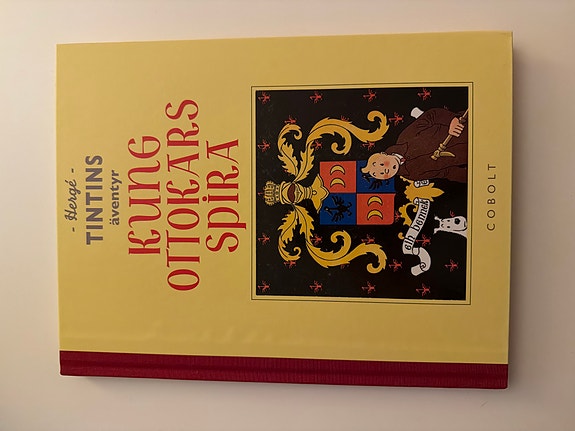 - Hergé -
TINTINS
äventyr
KUNG
OTTOKARS
SPIRA
eih bennek
COBOLT